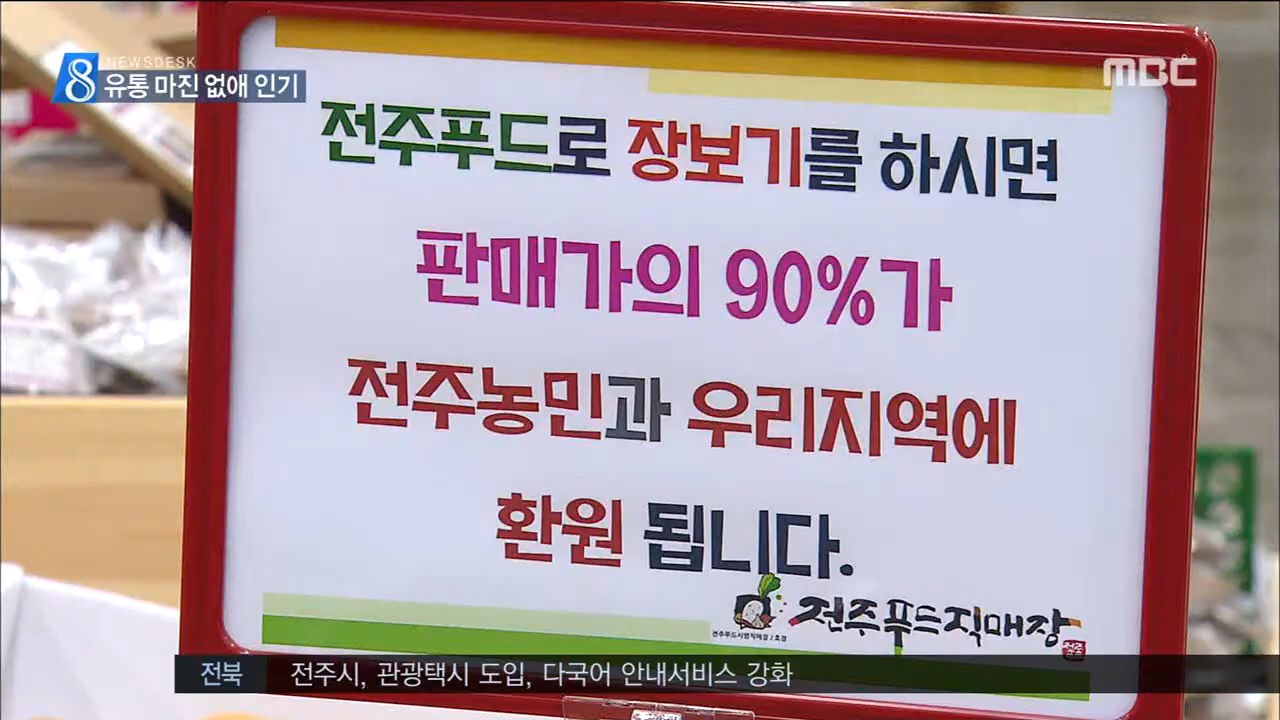 NEWSDESK
8 유통 마진 없애 인기
MBC
전주푸드로 장보기를 하시면
판매가의 90%가
전주농민과 우리지역에
환원 됩니다.
전주푸드직매장
전북 전주시, 관광택시 도입, 다국어 안내서비스 강화